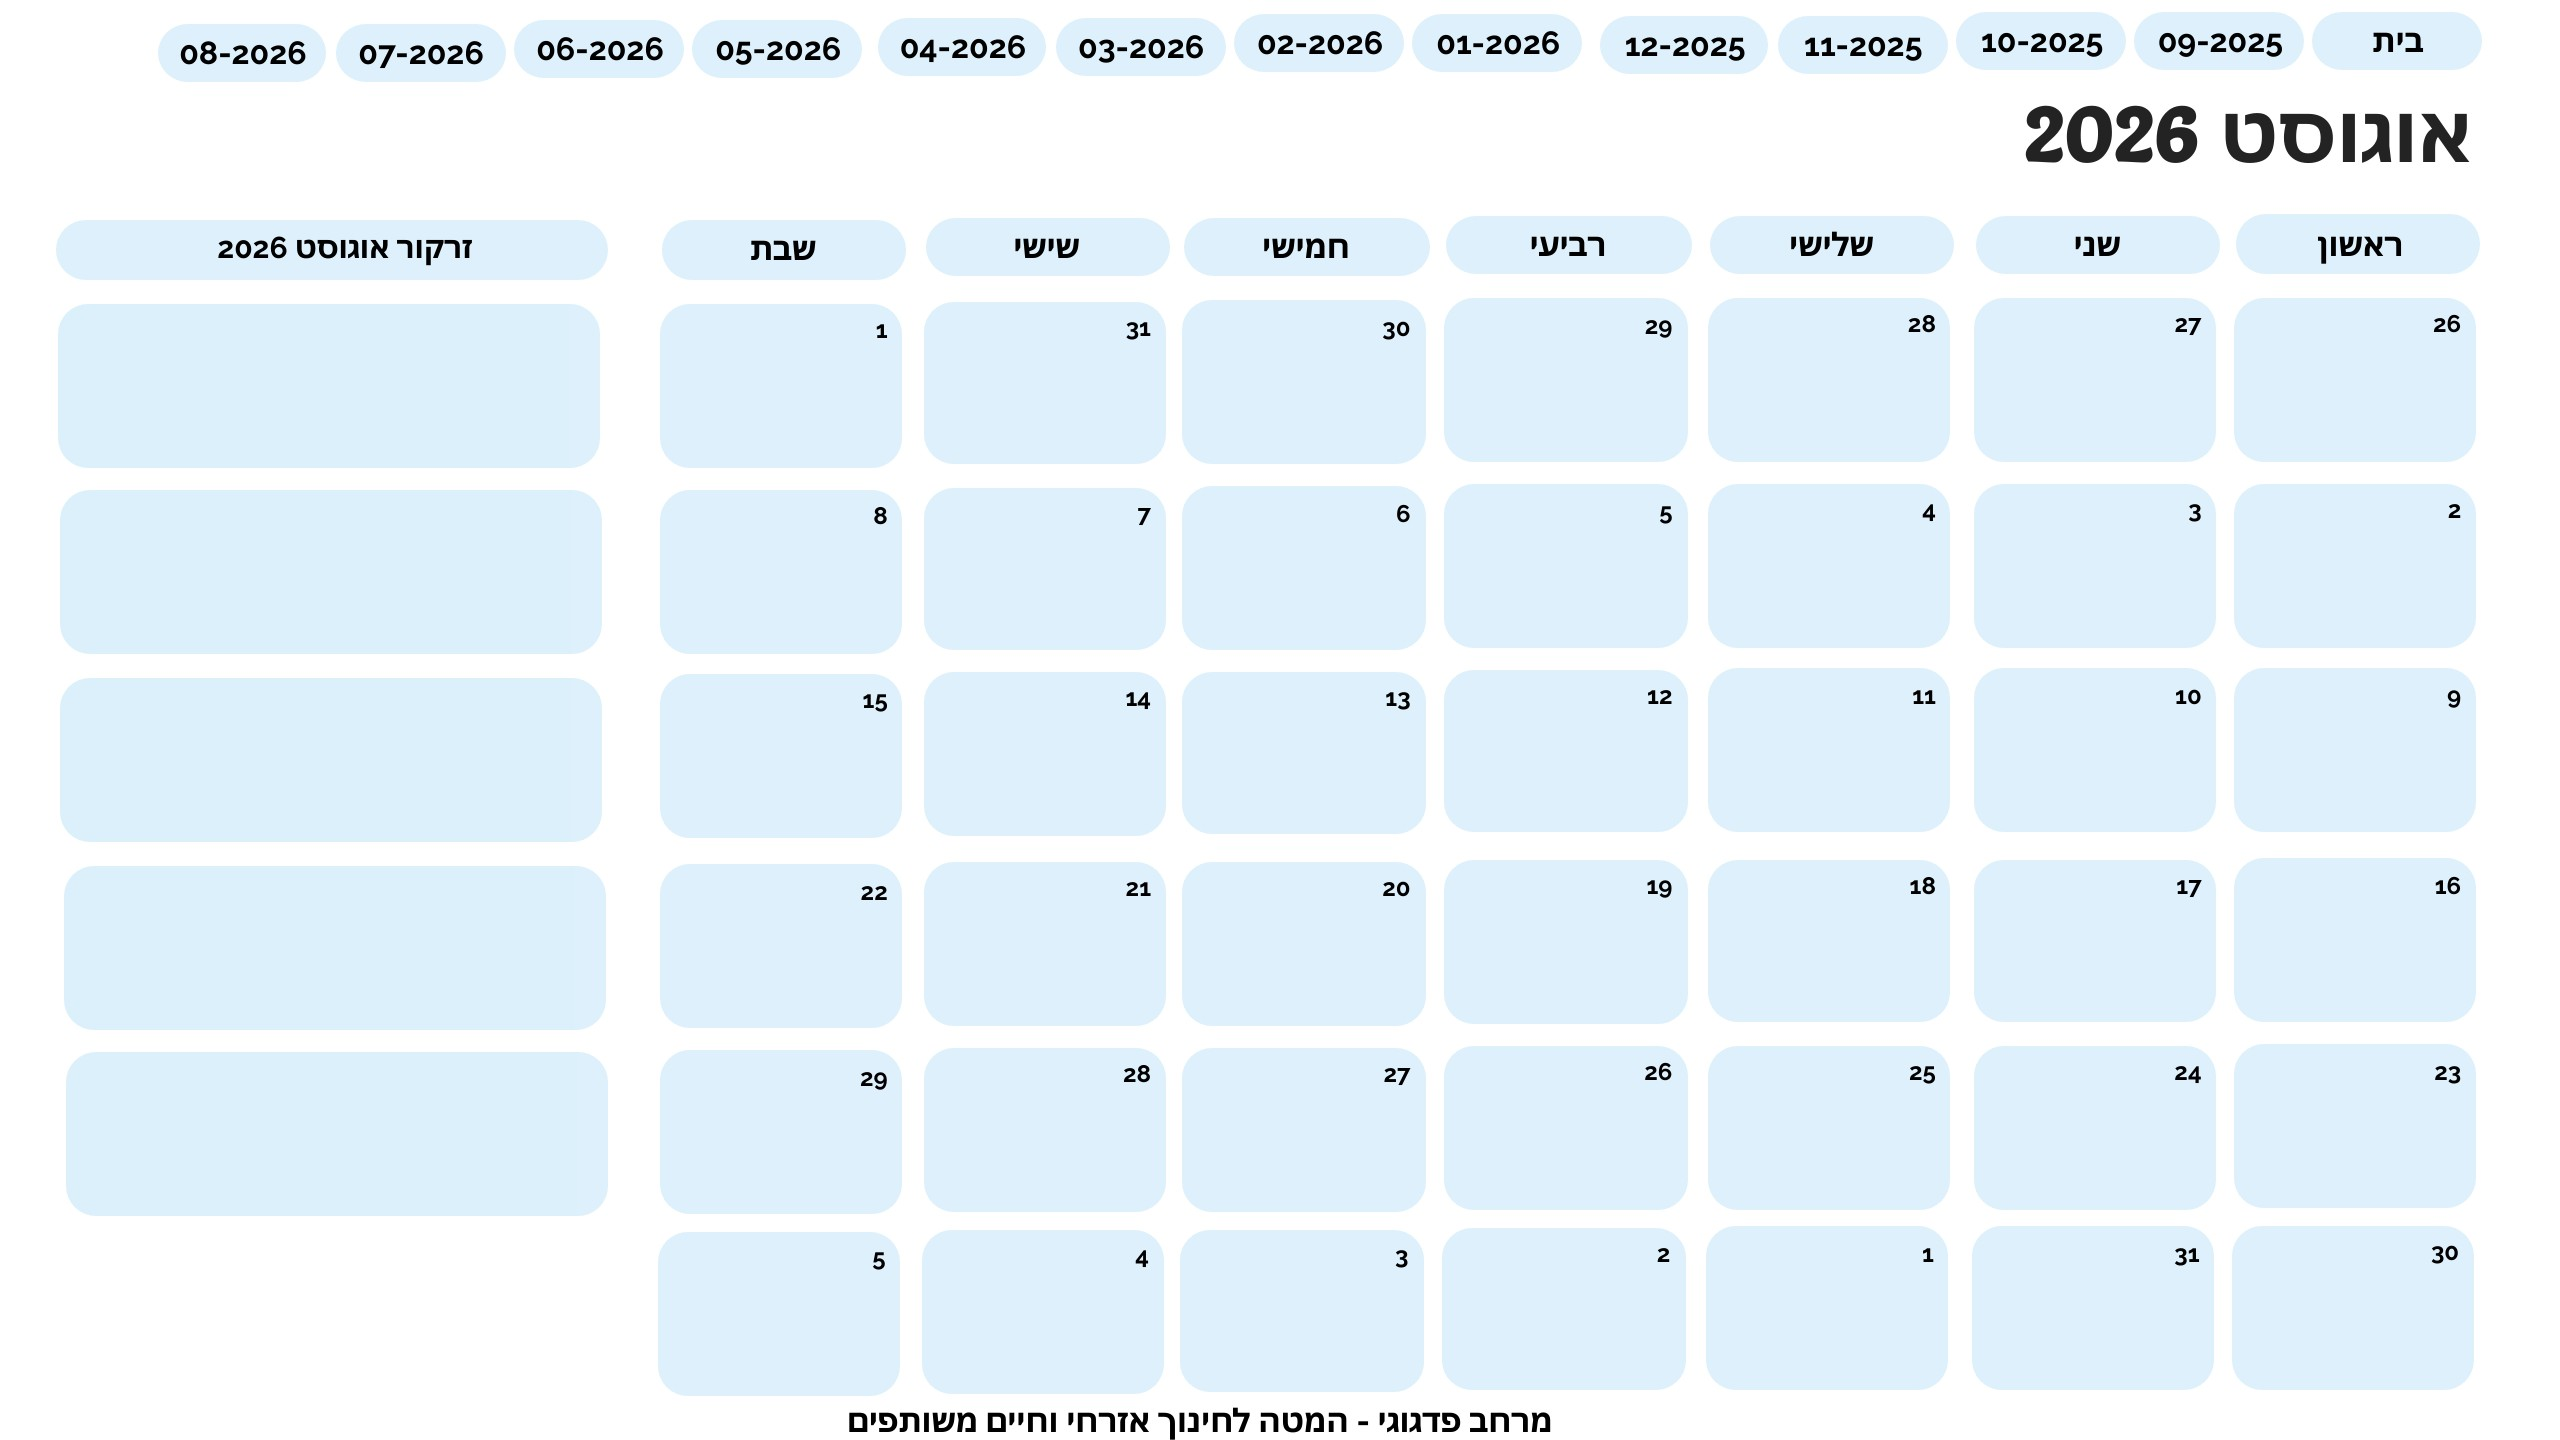 בית 09-2025 10-2025 11-2025 12-2025 01-2026 02-2026 03-2026 04-2026 05-2026 06-2026 07-2026 08-2026
אוגוסט 2026
ראשון שני שלישי רביעי חמישי שישי שבת זרקור אוגוסט 2026
26 27 28 29 30 31 1
2 3 4 5 6 7 8
9 10 11 12 13 14 15
16 17 18 19 20 21 22
23 24 25 26 27 28 29
30 31 1 2 3 4 5
מרחב פדגוגי - המטה לחינוך אזרחי וחיים משותפים